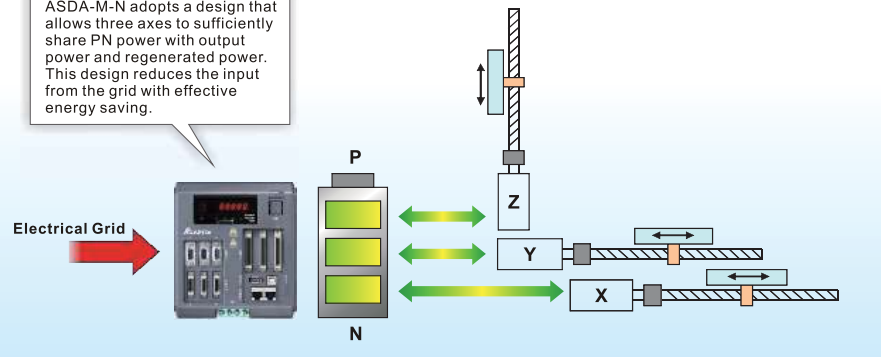 ASDA-M-N adopts a design that
allows three axes to sufficiently
share PN power with output
power and regenerated power.
This design reduces the input
from the grid with effective
energy saving.
P
Z
Electrical Grid
Y
X
N